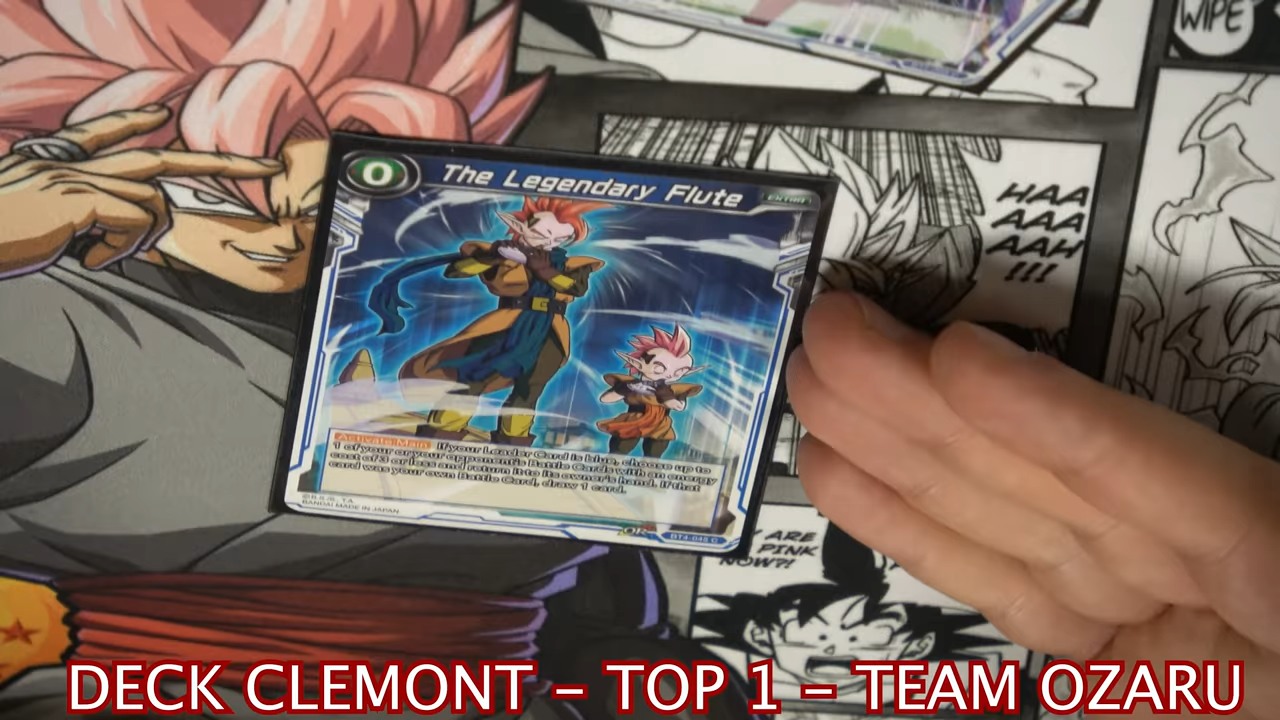 WIPE
HAA
AAA
AAH
!!!
0
The Legendary Flute
EXTRA
Activate: Main If your Leader Card is blue, choose up to
1 of your or your opponent's Battle Cards with an energy
cost of 3 or less and return it to its owner's hand. If that
card was your own Battle Card, draw 1 card.
BANDAI MADE IN JAPAN
BT4-045 C
ARE
PINK
NOW?!
DECK CLEMONT – TOP 1 – TEAM OZARU